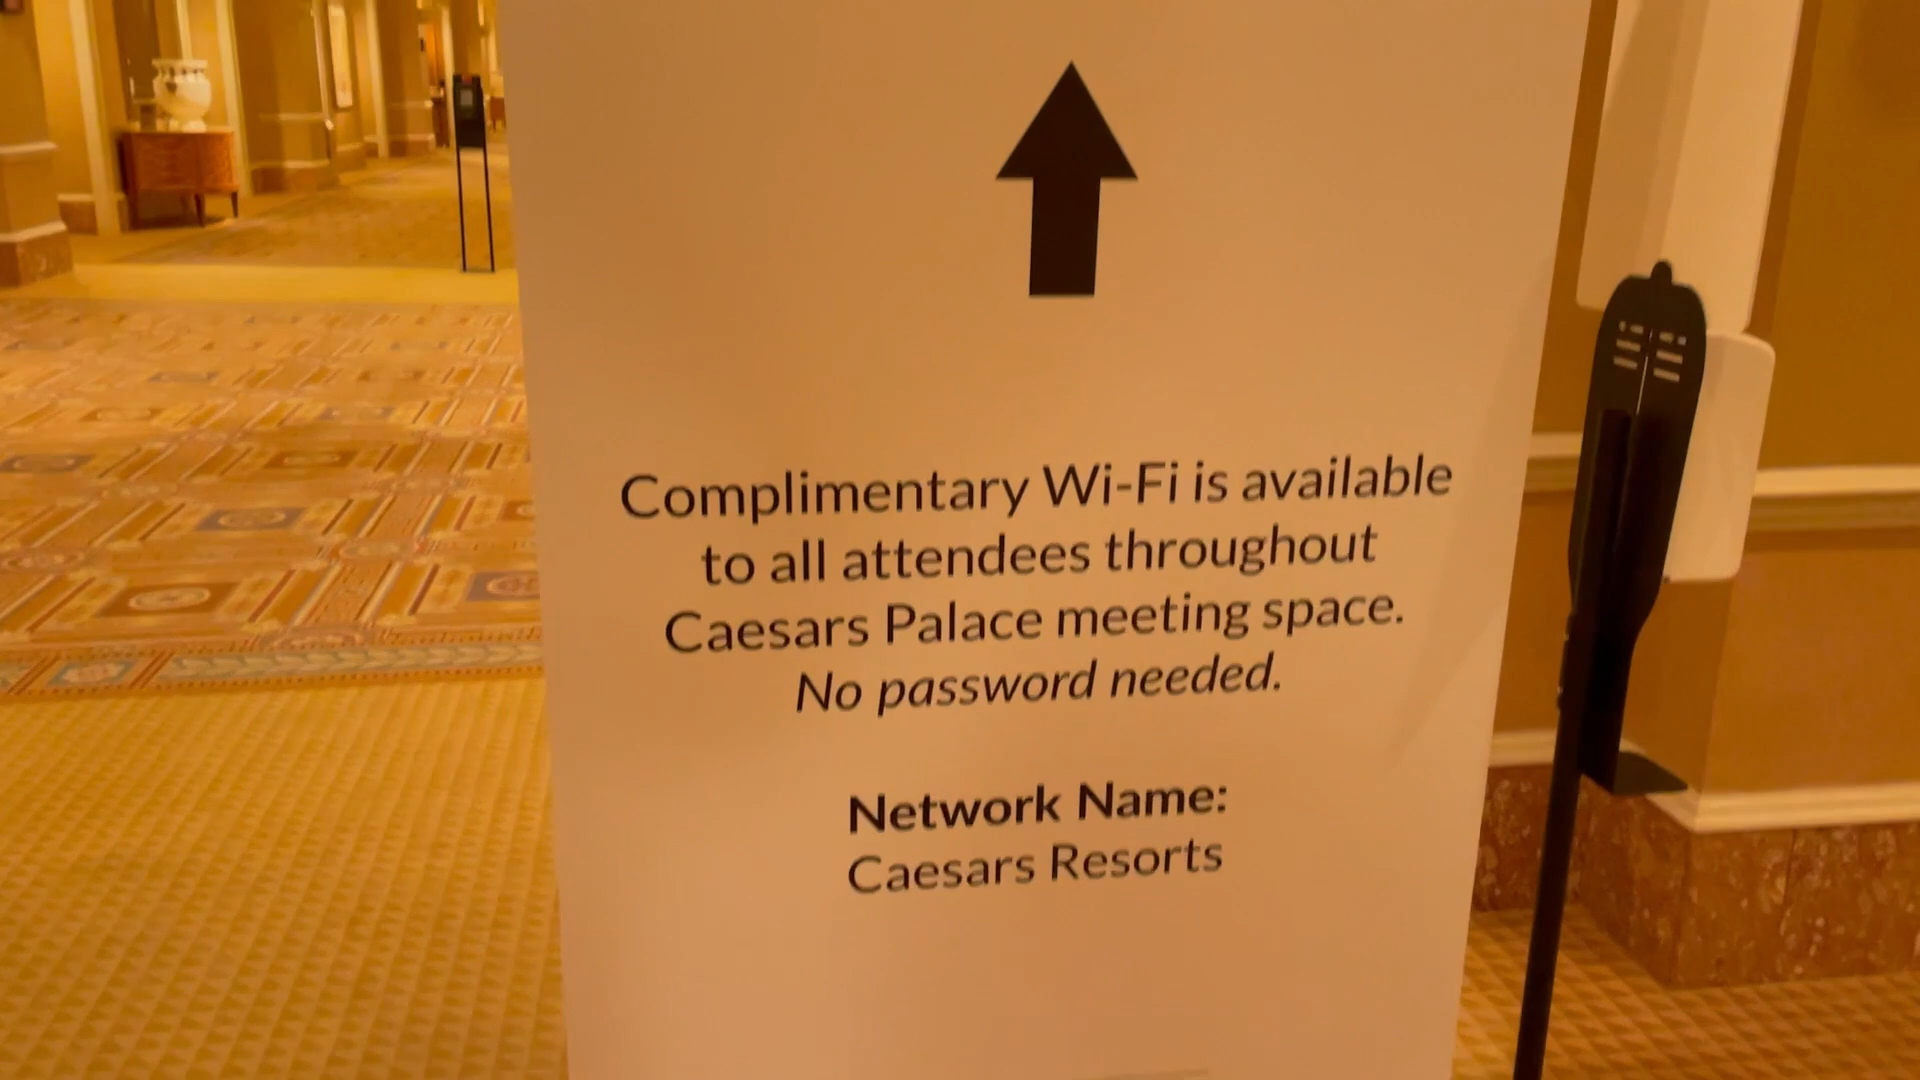 Complimentary Wi-Fi is available
to all attendees throughout
Caesars Palace meeting space.
No password needed.
Network Name:
Caesars Resorts